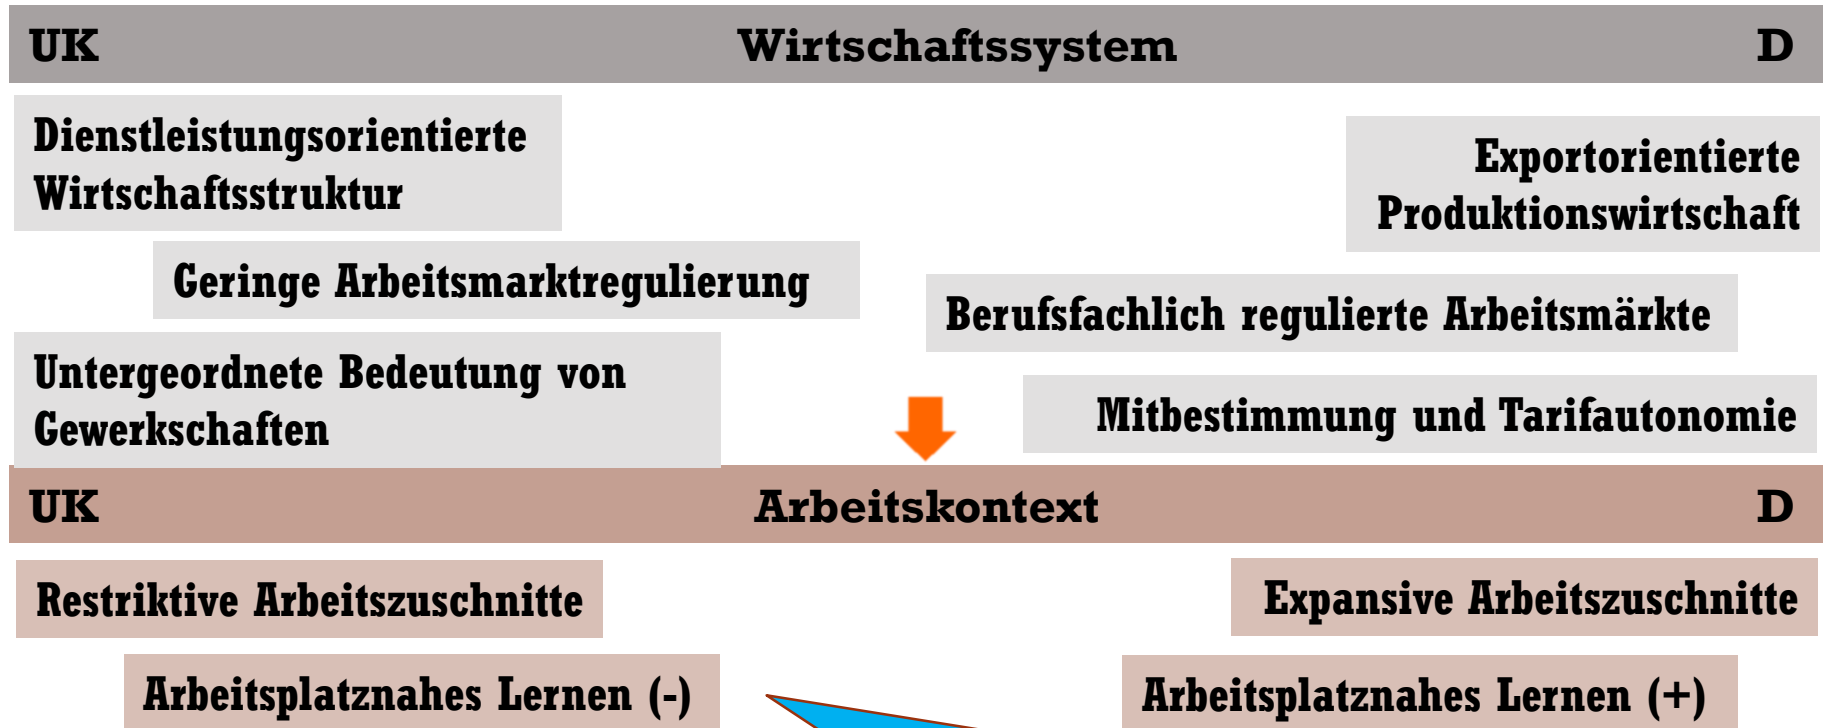 UK Wirtschaftssystem D
Dienstleistungsorientierte
Wirtschaftsstruktur
Exportorientierte
Produktionswirtschaft
Geringe Arbeitsmarktregulierung
Berufsfachlich regulierte Arbeitsmärkte
Untergeordnete Bedeutung von
Gewerkschaften
Mitbestimmung und Tarifautonomie
UK Arbeitskontext D
Restriktive Arbeitszuschnitte
Expansive Arbeitszuschnitte
Arbeitsplatznahes Lernen (-)
Arbeitsplatznahes Lernen (+)